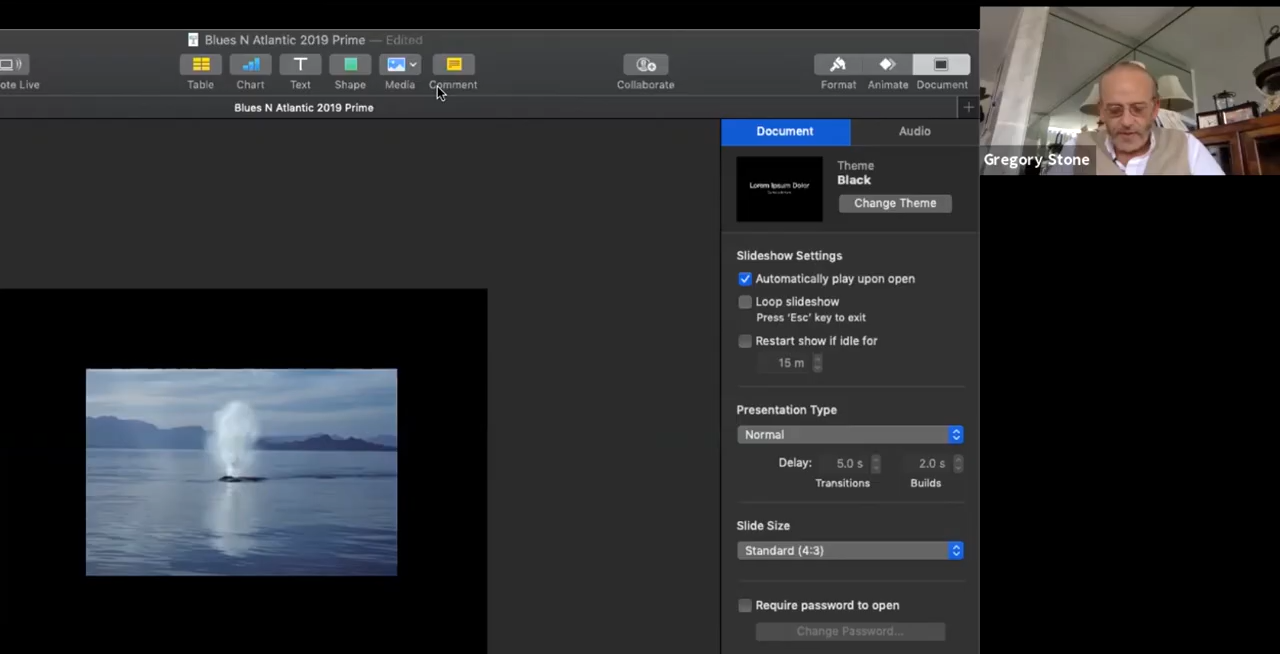 Blues N Atlantic 2019 Prime — Edited
ote Live
Table
Chart
Text
Shape
Media
Comment
Collaborate
Format
Animate
Document
Blues N Atlantic 2019 Prime
Document
Audio
Lorem Ipsum Dolor
Theme
Black
Change Theme
Gregory Stone
Slideshow Settings
Automatically play upon open
Loop slideshow
Press 'Esc' key to exit
Restart show if idle for
15 m
Presentation Type
Normal
Delay: 5.0 s 2.0 s
Transitions Builds
Slide Size
Standard (4:3)
Require password to open
Change Password...